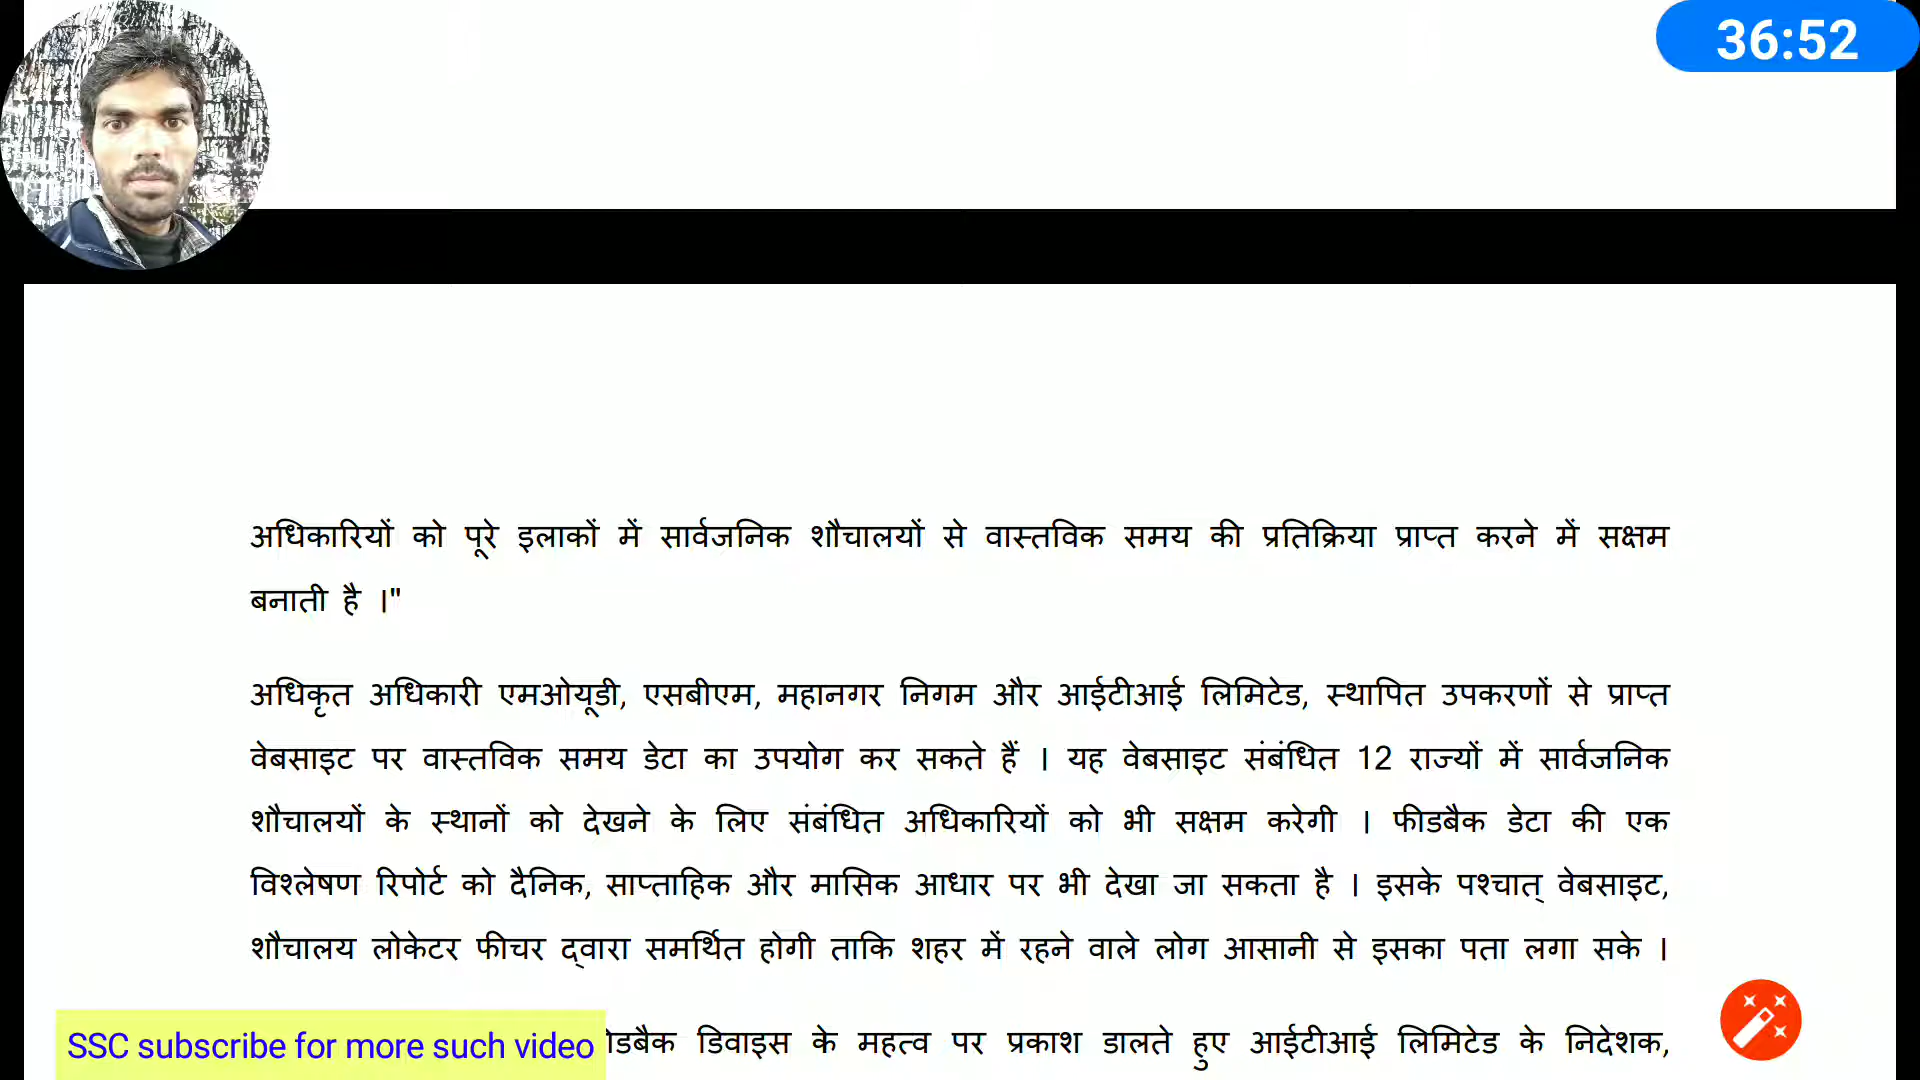 36:52
अधिकारियों को पूरे इलाकों में सार्वजनिक शौचालयों से वास्तविक समय की प्रतिक्रिया प्राप्त करने में सक्षम
बनाती है ।"
अधिकृत अधिकारी एमओयूडी, एसबीएम, महानगर निगम और आईटीआई लिमिटेड, स्थापित उपकरणों से प्राप्त
वेबसाइट पर वास्तविक समय डेटा का उपयोग कर सकते हैं । यह वेबसाइट संबंधित 12 राज्यों में सार्वजनिक
शौचालयों के स्थानों को देखने के लिए संबंधित अधिकारियों को भी सक्षम करेगी । फीडबैक डेटा की एक
विश्लेषण रिपोर्ट को दैनिक, साप्ताहिक और मासिक आधार पर भी देखा जा सकता है । इसके पश्चात् वेबसाइट,
शौचालय लोकेटर फीचर द्वारा समर्थित होगी ताकि शहर में रहने वाले लोग आसानी से इसका पता लगा सके ।
SSC subscribe for more such video
डिवाइस के महत्व पर प्रकाश डालते हुए आईटीआई लिमिटेड के निदेशक,